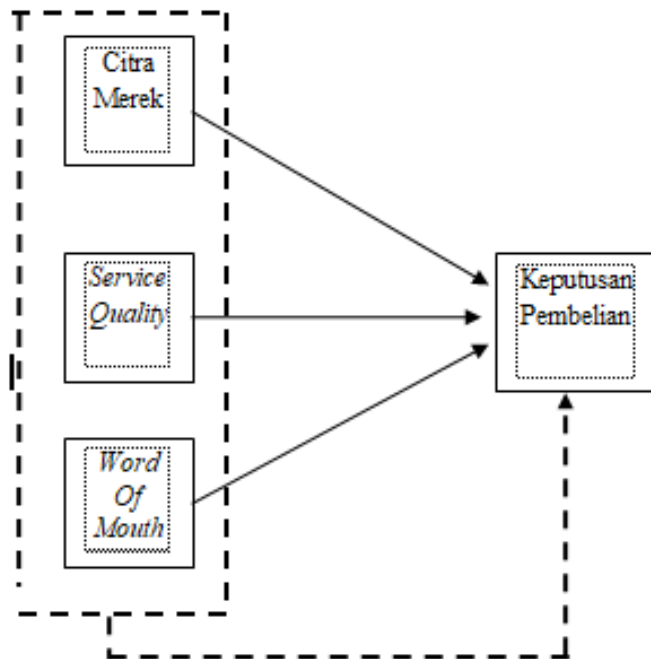 Citra
Merek
Service
Quality
Word
Of
Mouth
Keputusan
Pembelian